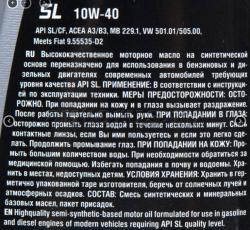 SL 10W-40
API SL/CF, ACEA A3/B3, MB 229.1, VW 501.01/505.00.
Meets Fiat 9.55535-D2
RU Высококачественное моторное масло на синтетической
основе предназначено для использования в бензиновых и ди-
зельных двигателях современных автомобилей требующих
уровня качества API SL. ПРИМЕНЕНИЕ: В соответствии с инструкци-
ей по эксплуатации техники. МЕРЫ ПРЕДОСТОРОЖНОСТИ: ОСТО-
РОЖНО. При попадании на кожу и в глаза вызывает раздражение.
После работы тщательно вымыть руки. ПРИ ПОПАДАНИИ В ГЛАЗА:
осторожно промыть глаза водой в течение нескольких минут. Снять
контактные линзы, если Вы ими пользуетесь и если это легко сде-
лать. Продолжить промывание глаз. ПРИ ПОПАДАНИИ НА КОЖУ: Про-
мыть большим количеством воды. При необходимости обратиться за
медицинской помощью. Избегать попадания в почву и водоемы. Хра-
нить в местах, недоступных детям. УСЛОВИЯ ХРАНЕНИЯ: Хранить в гер-
метично упакованной таре изготовителя, беречь от солнечных лучей и
атмосферных осадков. СОСТАВ: Смесь синтетических и минеральных
базовых масел, пакет присадок.
EN Highquality semi-synthetic-based motor oil formulated for use in gasoline
and diesel engines of modern vehicles requiring API SL quality level.